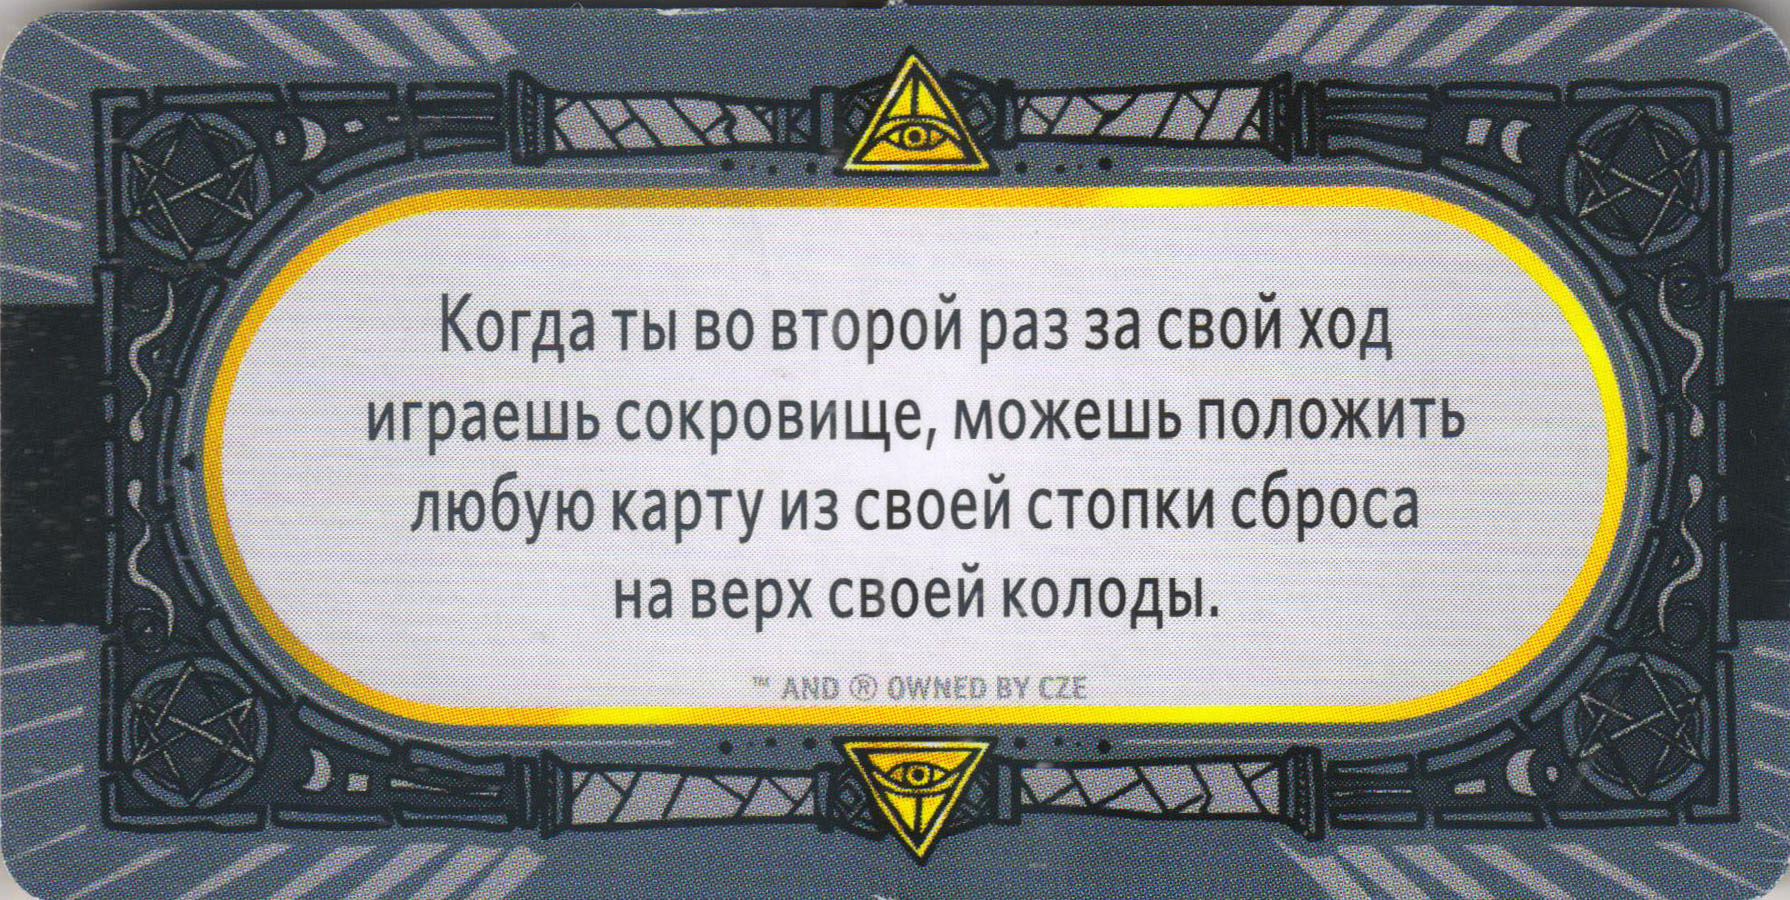 Когда ты во второй раз за свой ход
играешь сокровище, можешь положить
любую карту из своей стопки сброса
на верх своей колоды.
™ AND ® OWNED BY CZE